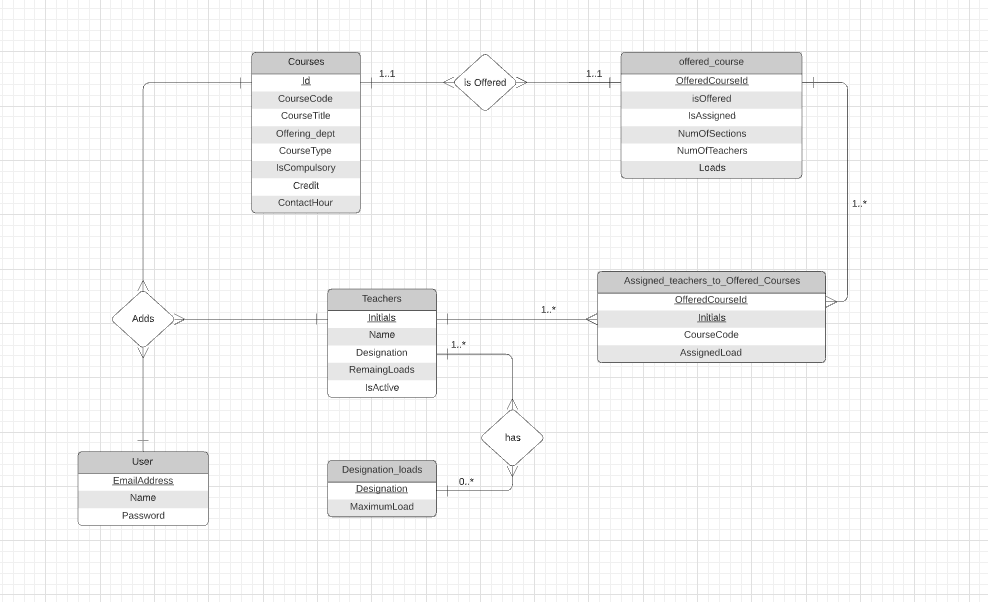 Courses
Id
CourseCode
CourseTitle
Offering_dept
CourseType
IsCompulsory
Credit
ContactHour
1..1
is Offered
1..1
offered_course
OfferedCourseId
isOffered
IsAssigned
NumOfSections
NumOfTeachers
Loads
1..*
Adds
Teachers
Initials
Name
Designation
RemaingLoads
IsActive
1..*
1..*
Assigned_teachers_to_Offered_Courses
OfferedCourseId
Initials
CourseCode
AssignedLoad
has
User
EmailAddress
Name
Password
Designation_loads
Designation
MaximumLoad
0..*